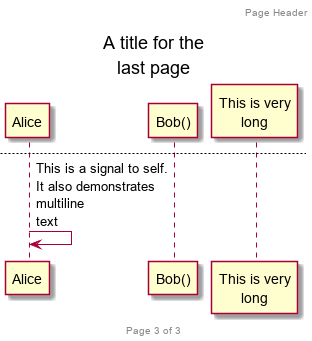 Page Header
A title for the
last page
Alice
Bob()
This is very
long
This is a signal to self.
It also demonstrates
multiline
text
Alice
Bob()
This is very
long
Page 3 of 3